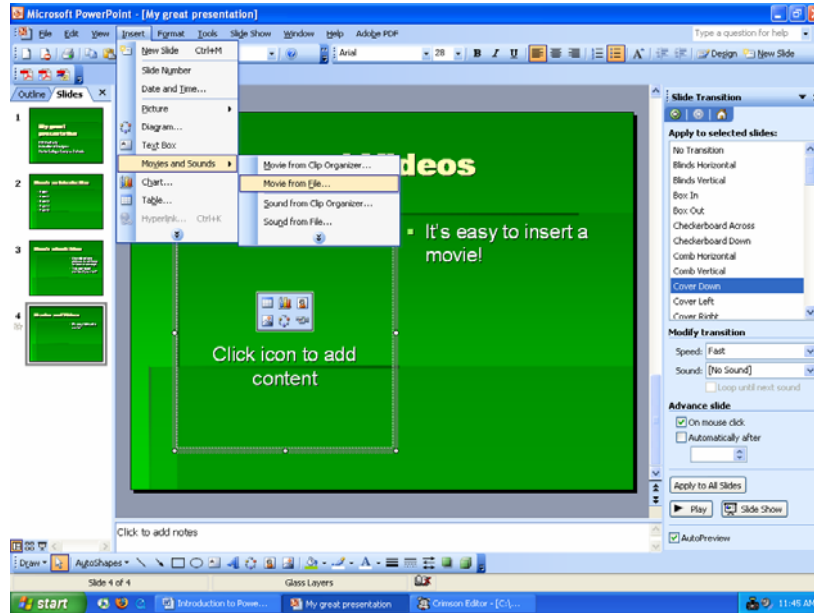 Microsoft PowerPoint - [My great presentation]
File Edit View Insert Format Tools Slide Show Window Help Adobe PDF
Type a question for help
Arial 28 B I U Design New Slide
New Slide Ctrl+M
Slide Number
Date and Time...
Picture
Diagram...
Text Box
Movies and Sounds
Chart...
Table...
Hyperlink... Ctrl+K
Movie from Clip Organizer...
Movie from File...
Sound from Clip Organizer...
Sound from File...
Outline Slides
1
2
3
4
Videos
It's easy to insert a
movie!
Click icon to add
content
Click to add notes
Slide Transition
Apply to selected slides:
No Transition
Blinds Horizontal
Blinds Vertical
Box In
Box Out
Checkerboard Across
Checkerboard Down
Comb Horizontal
Comb Vertical
Cover Down
Cover Left
Cover Right
Modify transition
Speed: Fast
Sound: [No Sound]
Loop until next sound
Advance slide
On mouse click
Automatically after
Apply to All Slides
Play Slide Show
AutoPreview
Draw AutoShapes
Slide 4 of 4 Glass Layers
start Introduction to Powe... My great presentation Crimson Editor - [C:\... 11:45 AM